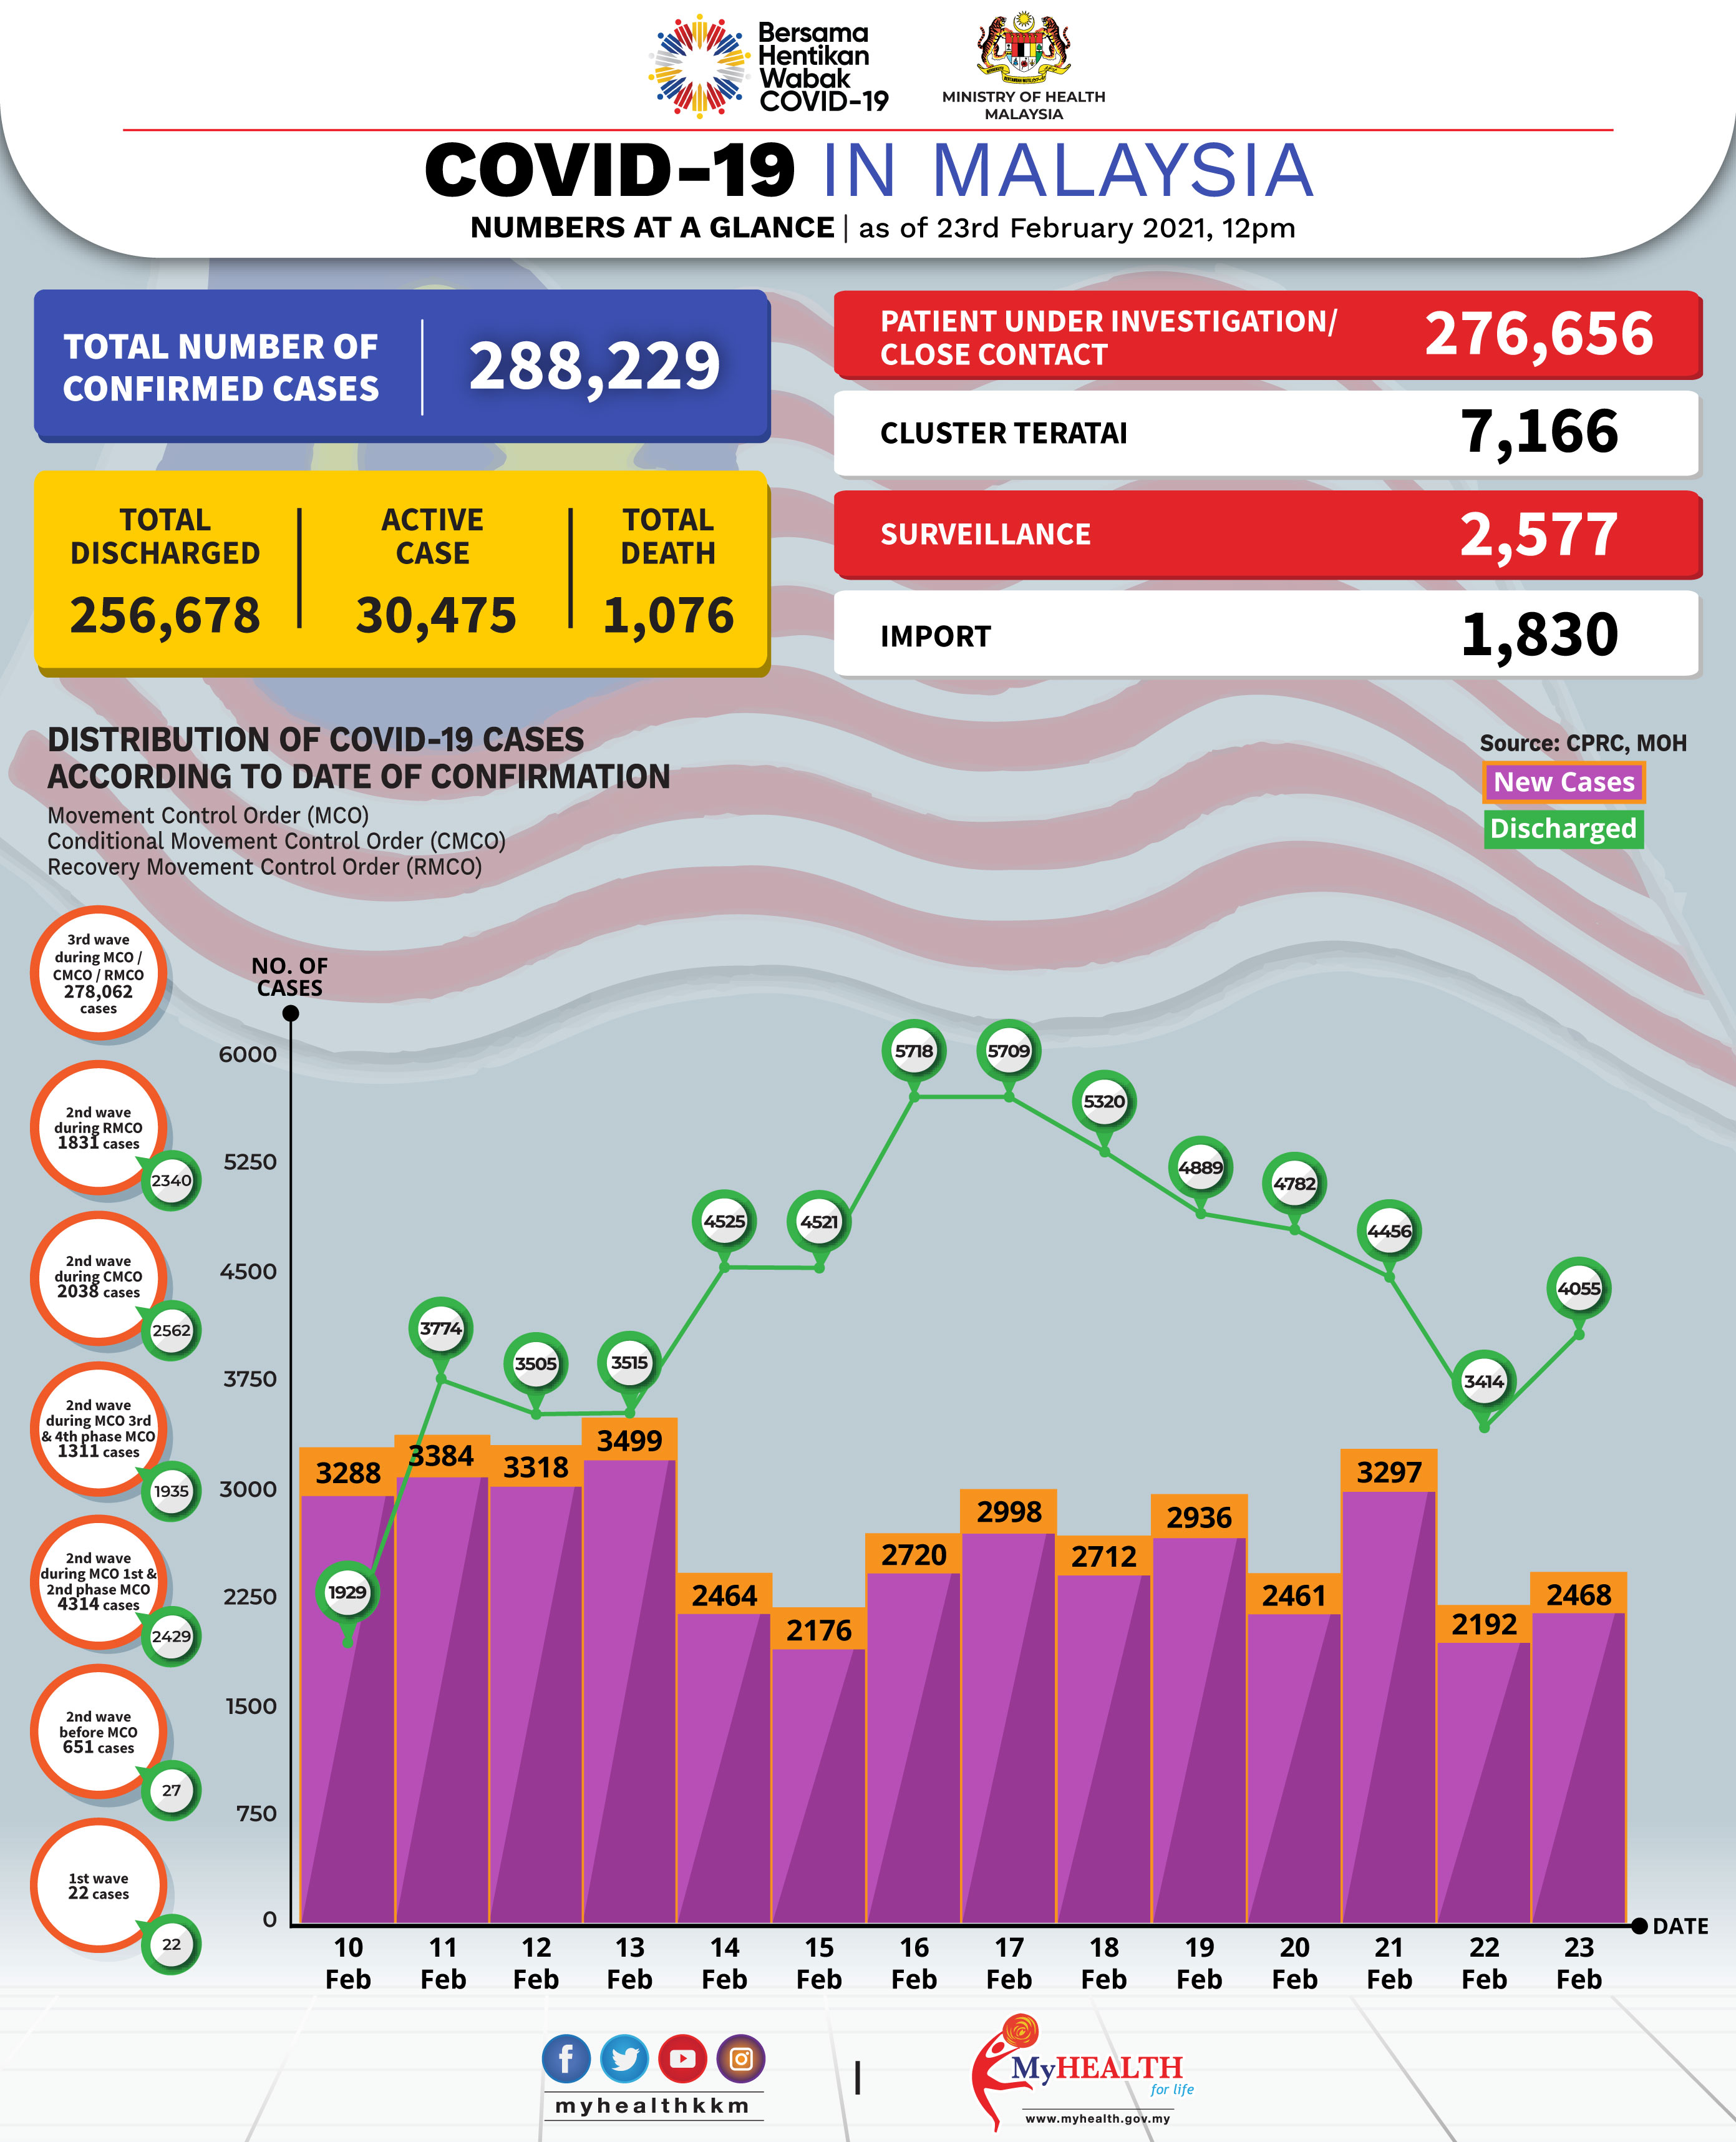 Bersama
Hentikan
Wabak
COVID-19
MINISTRY OF HEALTH
MALAYSIA
COVID-19 IN MALAYSIA
NUMBERS AT A GLANCE | as of 23rd February 2021, 12pm
TOTAL NUMBER OF
CONFIRMED CASES
288,229
TOTAL
DISCHARGED
256,678
ACTIVE
CASE
30,475
TOTAL
DEATH
1,076
PATIENT UNDER INVESTIGATION/
CLOSE CONTACT
276,656
CLUSTER TERATAI
7,166
SURVEILLANCE
2,577
IMPORT
1,830
DISTRIBUTION OF COVID-19 CASES
ACCORDING TO DATE OF CONFIRMATION
Movement Control Order (MCO)
Conditional Movement Control Order (CMCO)
Recovery Movement Control Order (RMCO)
Source: CPRC, MOH
New Cases
Discharged
3rd wave
during MCO /
CMCO / RMCO
278,062
cases
2nd wave
during RMCO
1831 cases
2340
2nd wave
during CMCO
2038 cases
2562
2nd wave
during MCO 3rd
& 4th phase MCO
1311 cases
1935
2nd wave
during MCO 1st &
2nd phase MCO
4314 cases
2429
2nd wave
before MCO
651 cases
27
1st wave
22 cases
22
NO. OF
CASES
6000
5250
4500
3750
3000
2250
1500
750
0
1929
3774
3505
3515
4525
4521
5718
5709
5320
4889
4782
4456
3414
4055
3288
3384
3318
3499
2464
2176
2720
2998
2712
2936
2461
3297
2192
2468
DATE
10
Feb
11
Feb
12
Feb
13
Feb
14
Feb
15
Feb
16
Feb
17
Feb
18
Feb
19
Feb
20
Feb
21
Feb
22
Feb
23
Feb
myhealthkkm
|
MyHEALTH
for life
www.myhealth.gov.my